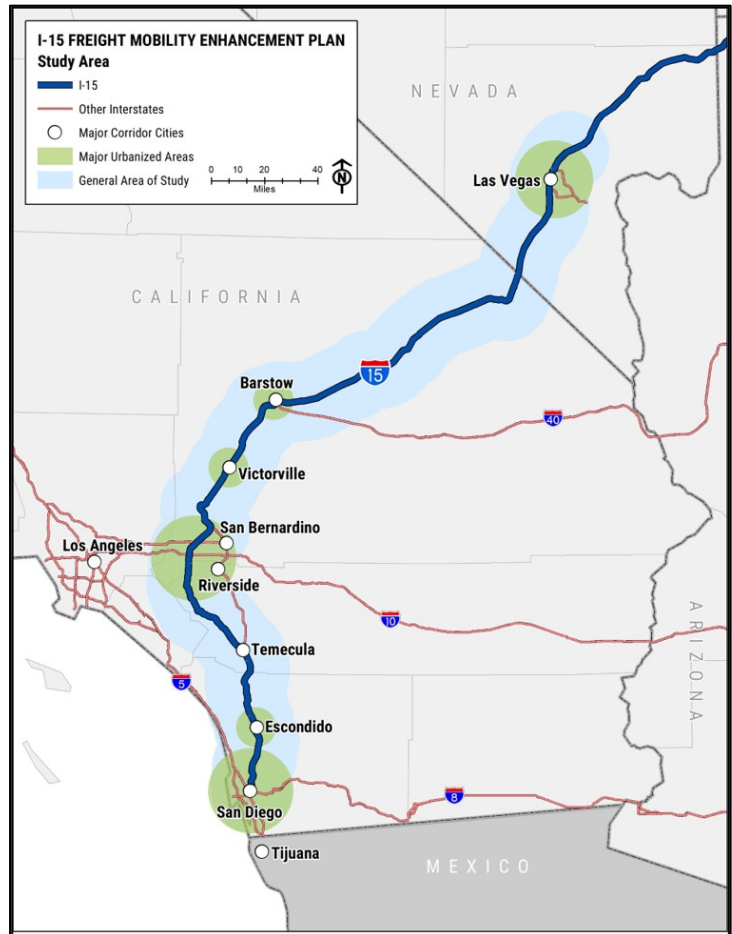 I-15 FREIGHT MOBILITY ENHANCEMENT PLAN
Study Area
I-15
Other Interstates
Major Corridor Cities
Major Urbanized Areas
General Area of Study
0 10 20 40
Miles
N
NEVADA
Las Vegas
CALIFORNIA
15
Barstow
40
Victorville
San Bernardino
Los Angeles
Riverside
10
ARIZONA
Temecula
5
Escondido
8
San Diego
Tijuana
MEXICO